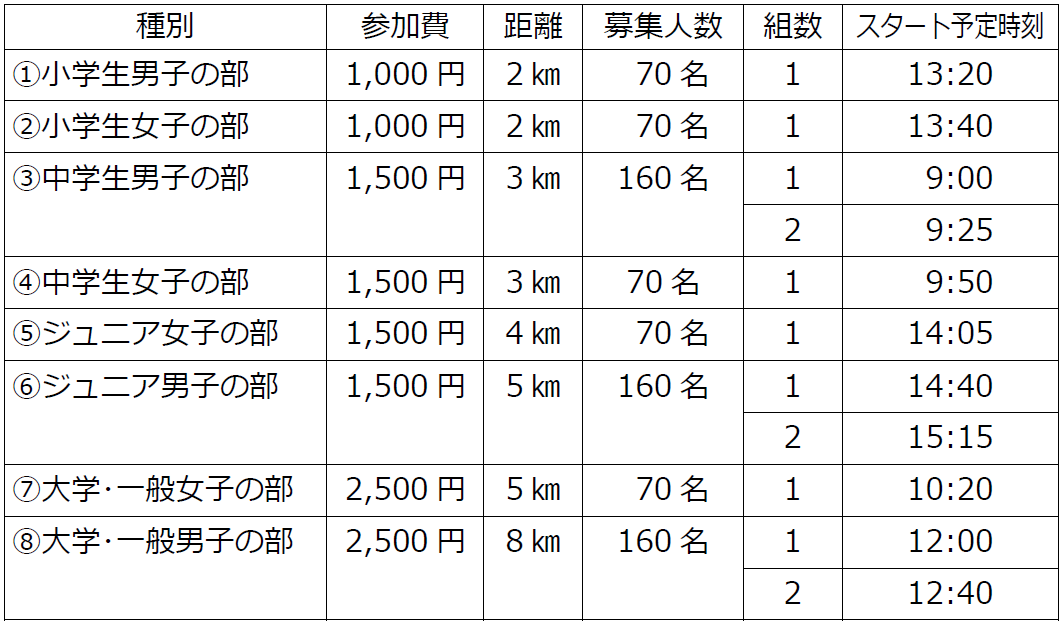 種別 参加費 距離 募集人数 組数 スタート予定時刻
①小学生男子の部 1,000 円 2 ㎞ 70 名 1 13:20
②小学生女子の部 1,000 円 2 ㎞ 70 名 1 13:40
③中学生男子の部 1,500 円 3 ㎞ 160 名 1 9:00
2 9:25
④中学生女子の部 1,500 円 3 ㎞ 70 名 1 9:50
⑤ジュニア女子の部 1,500 円 4 ㎞ 70 名 1 14:05
⑥ジュニア男子の部 1,500 円 5 ㎞ 160 名 1 14:40
2 15:15
⑦大学･一般女子の部 2,500 円 5 ㎞ 70 名 1 10:20
⑧大学･一般男子の部 2,500 円 8 ㎞ 160 名 1 12:00
2 12:40